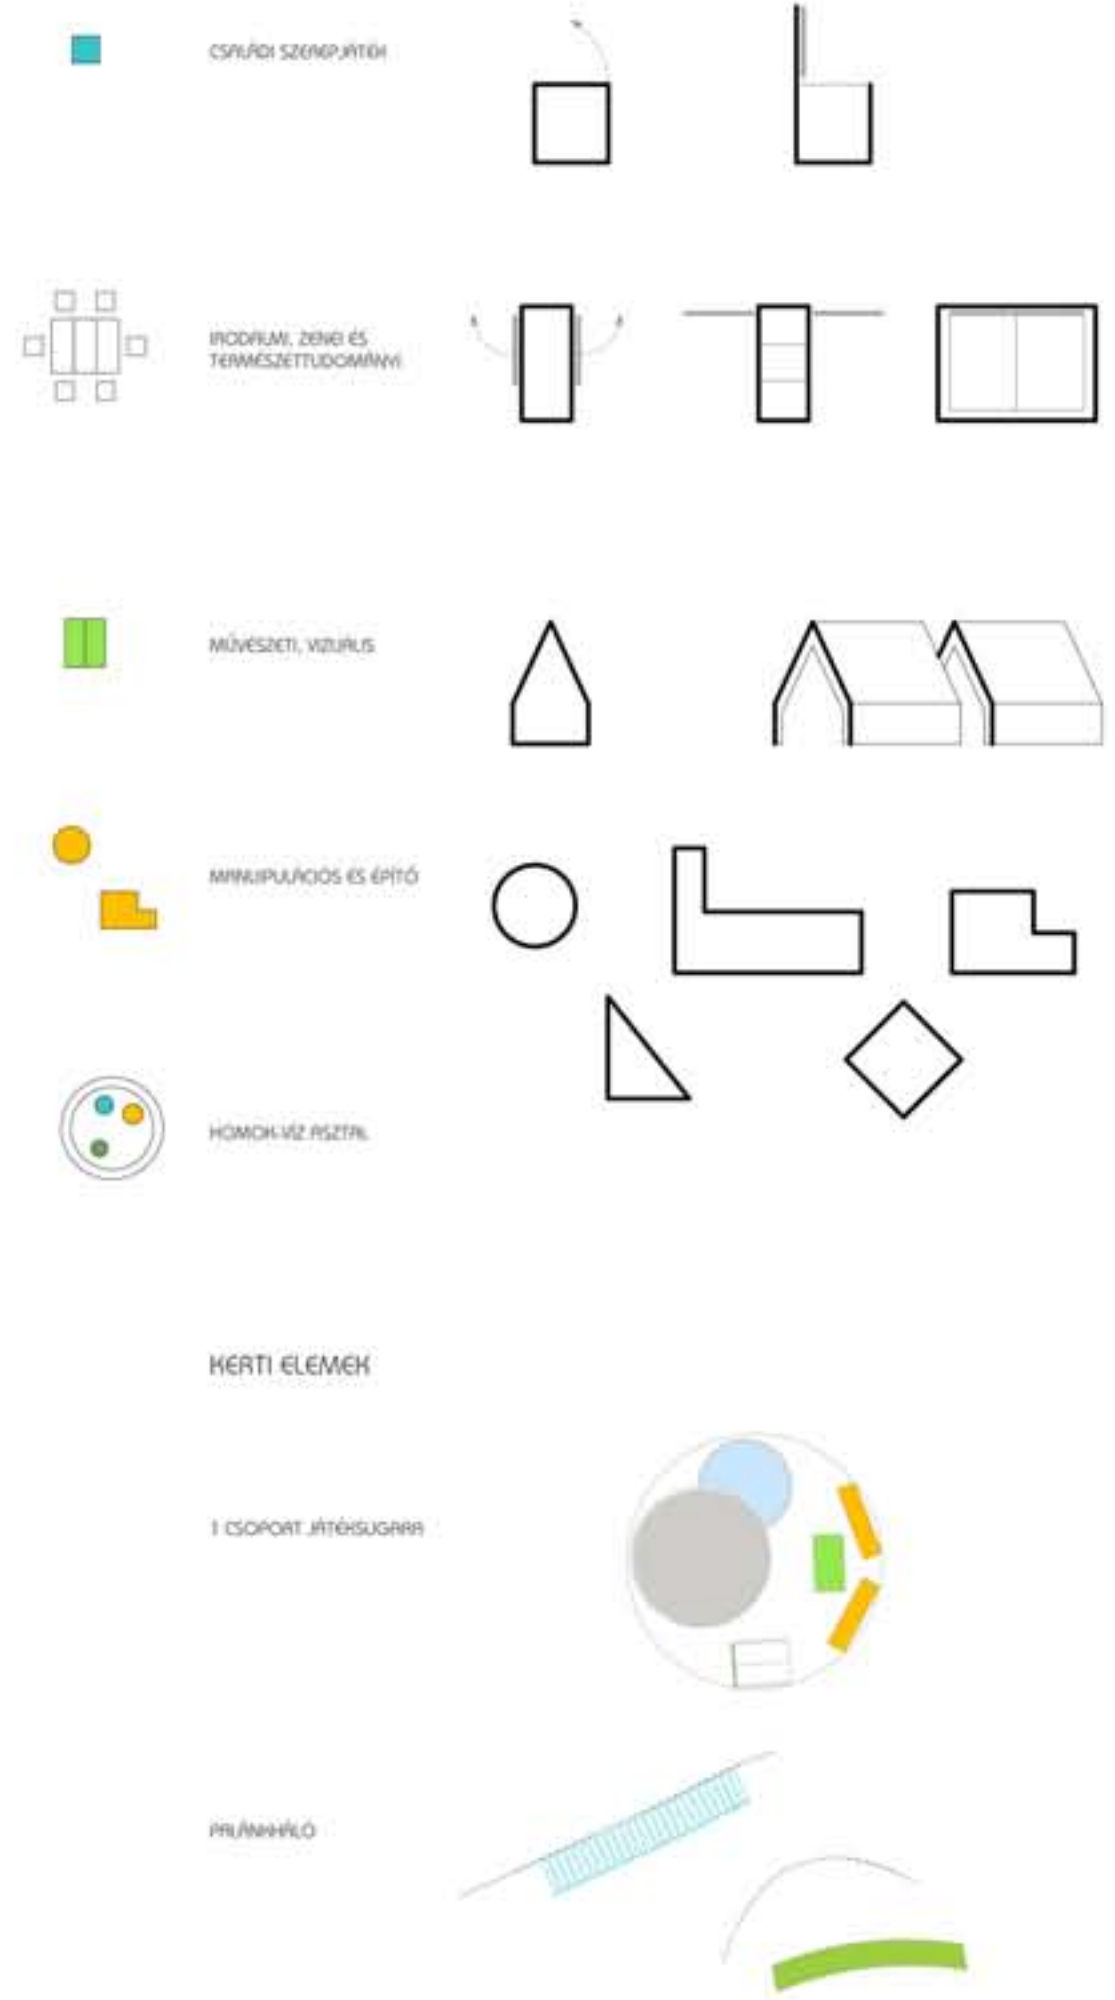 CSALÁDI SZEREPJÁTÉK
IRODALMI, ZENEI ÉS
TERMÉSZETTUDOMÁNYI
MŰVÉSZETI, VIZUÁLIS
MANIPULÁCIÓS ÉS ÉPÍTŐ
HOMOK-VÍZ ASZTAL
KERTI ELEMEK
1 CSOPORT JÁTÉKSUGARA
PALÁNKHÁLÓ